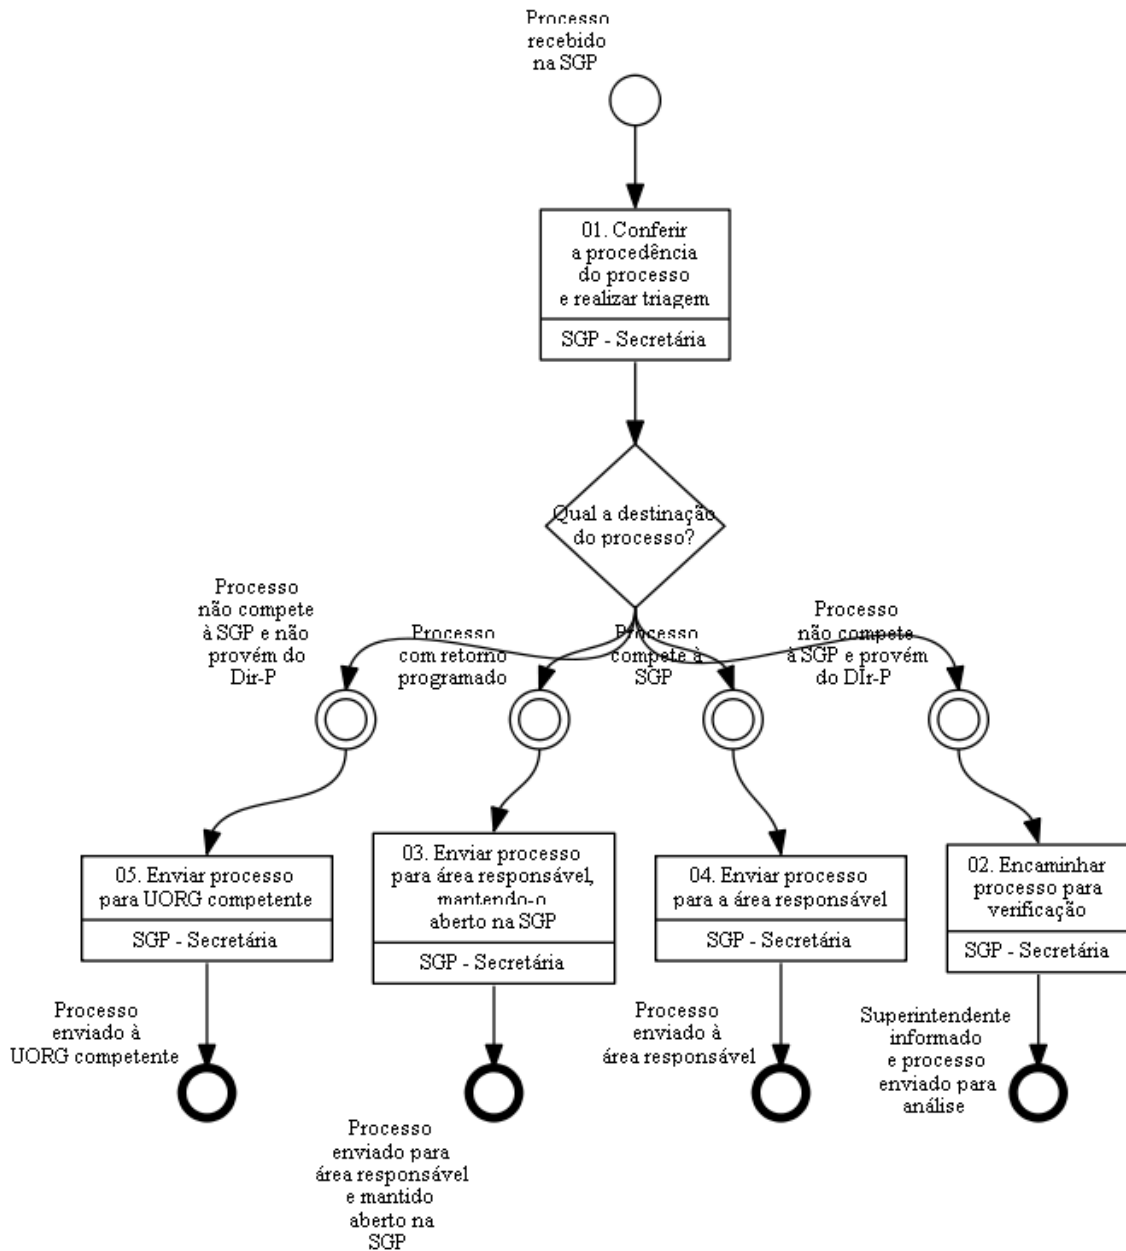 Processo
recebido
na SGP
01. Conferir
a procedência
do processo
e realizar triagem
SGP - Secretária
Qual a destinação
do processo?
Processo
não compete
à SGP e não
provém do
Dir-P
Processo
com retorno
programado
Processo
compete à
SGP
Processo
não compete
à SGP e provém
do DIr-P
05. Enviar processo
para UORG competente
SGP - Secretária
03. Enviar processo
para área responsável,
mantendo-o
aberto na SGP
SGP - Secretária
04. Enviar processo
para a área responsável
SGP - Secretária
02. Encaminhar
processo para
verificação
SGP - Secretária
Processo
enviado à
UORG competente
Processo
enviado para
área responsável
e mantido
aberto na
SGP
Processo
enviado à
área responsável
Superintendente
informado
e processo
enviado para
análise